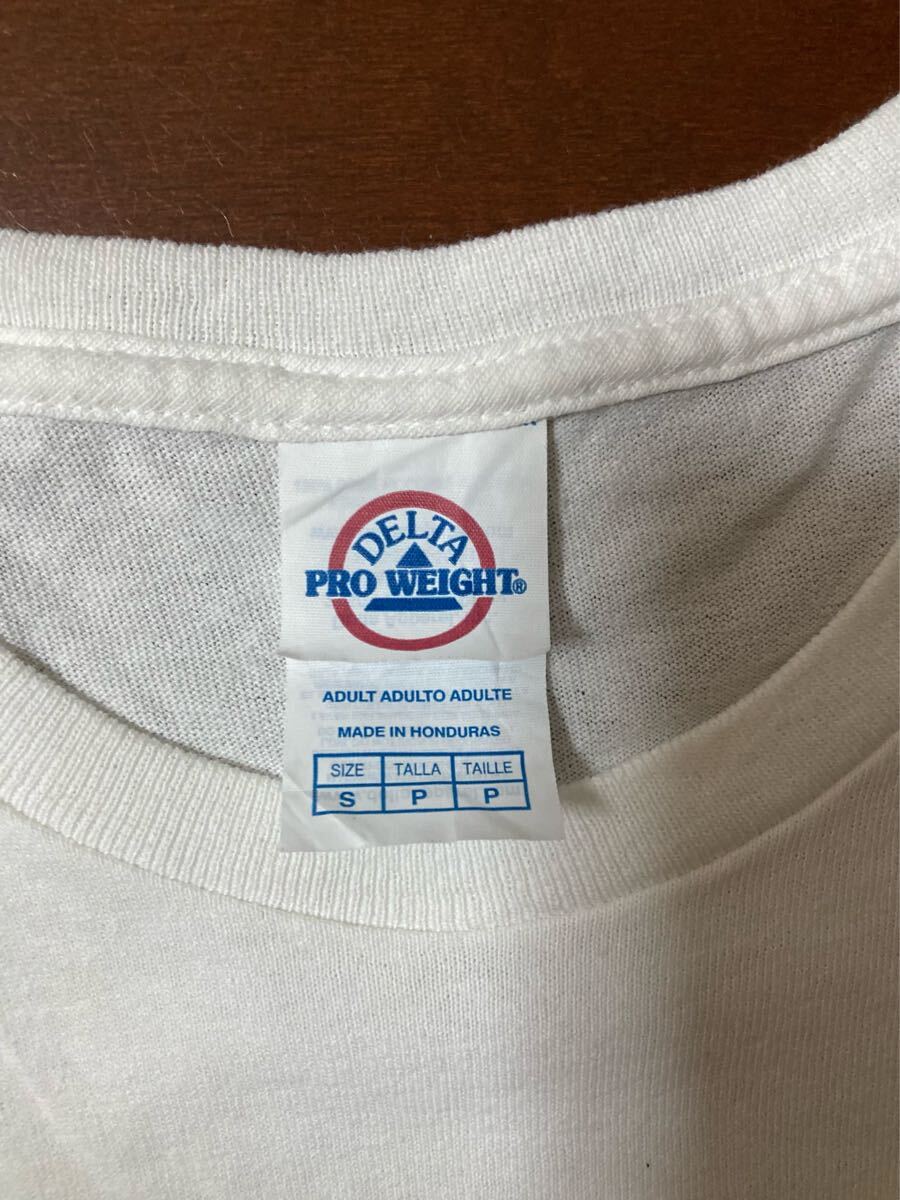 DELTA
PRO WEIGHT®
ADULT ADULTO ADULTE
MADE IN HONDURAS
SIZE TALLA TAILLE
S P P